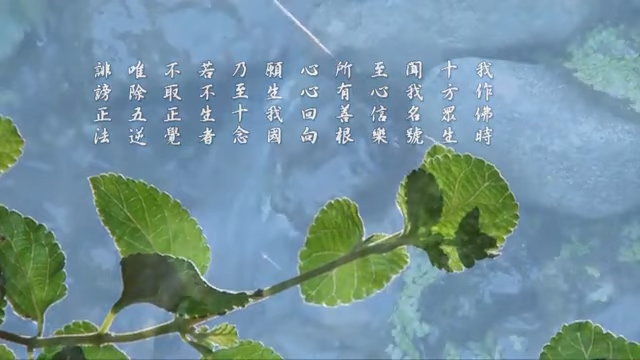 我作佛時
十方眾生
聞我名號
至心信樂
所有善根
心心回向
願生我國
乃至十念
若不生者
不取正覺
唯除五逆
誹謗正法